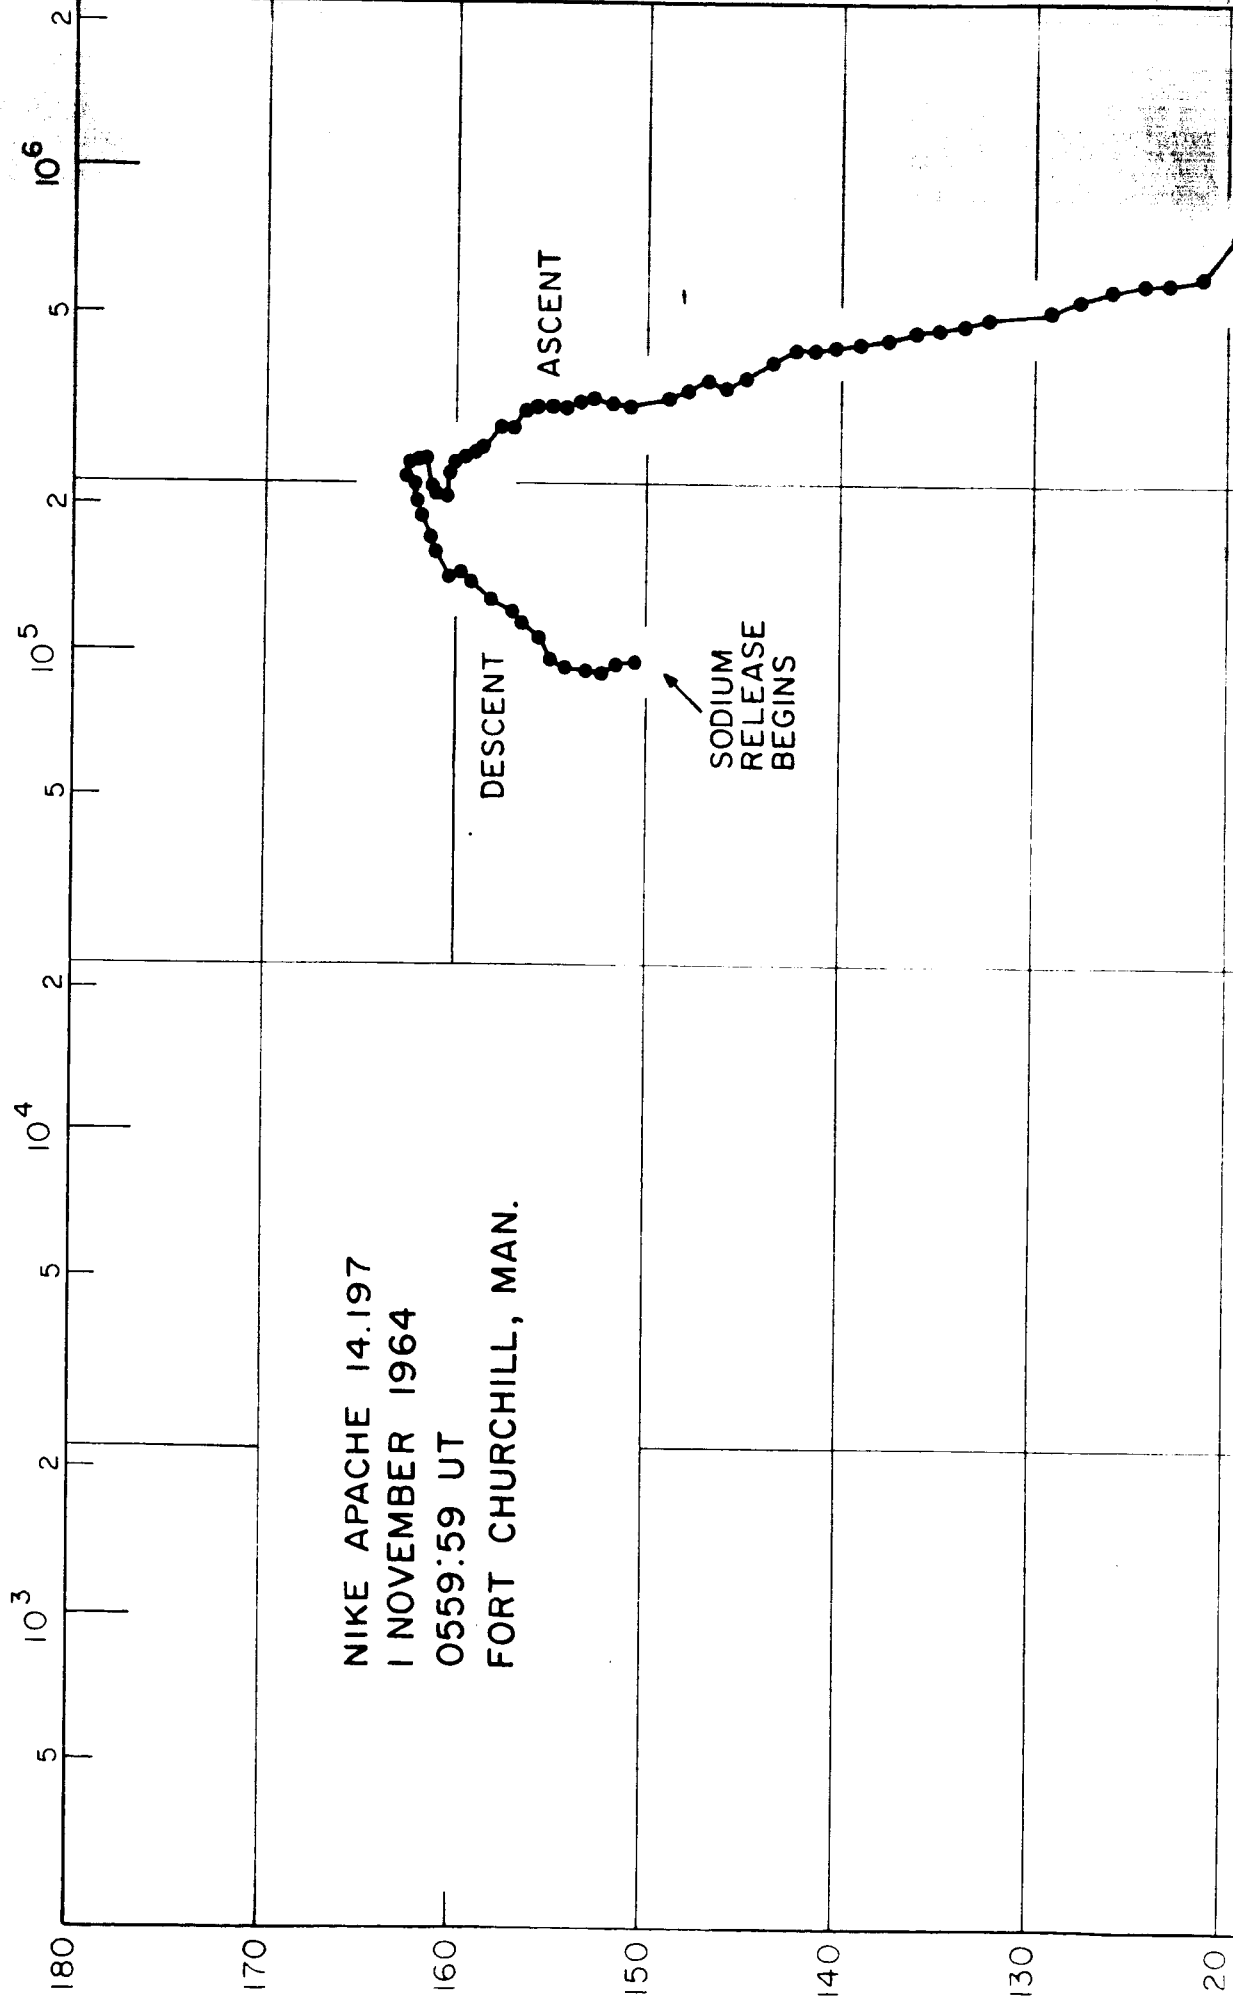 180
170
160
150
140
130
20
5
10³
2
5
10⁴
2
5
10⁵
2
5
10⁶
2
NIKE APACHE 14.197
1 NOVEMBER 1964
0559:59 UT
FORT CHURCHILL, MAN.
DESCENT
ASCENT
SODIUM
RELEASE
BEGINS